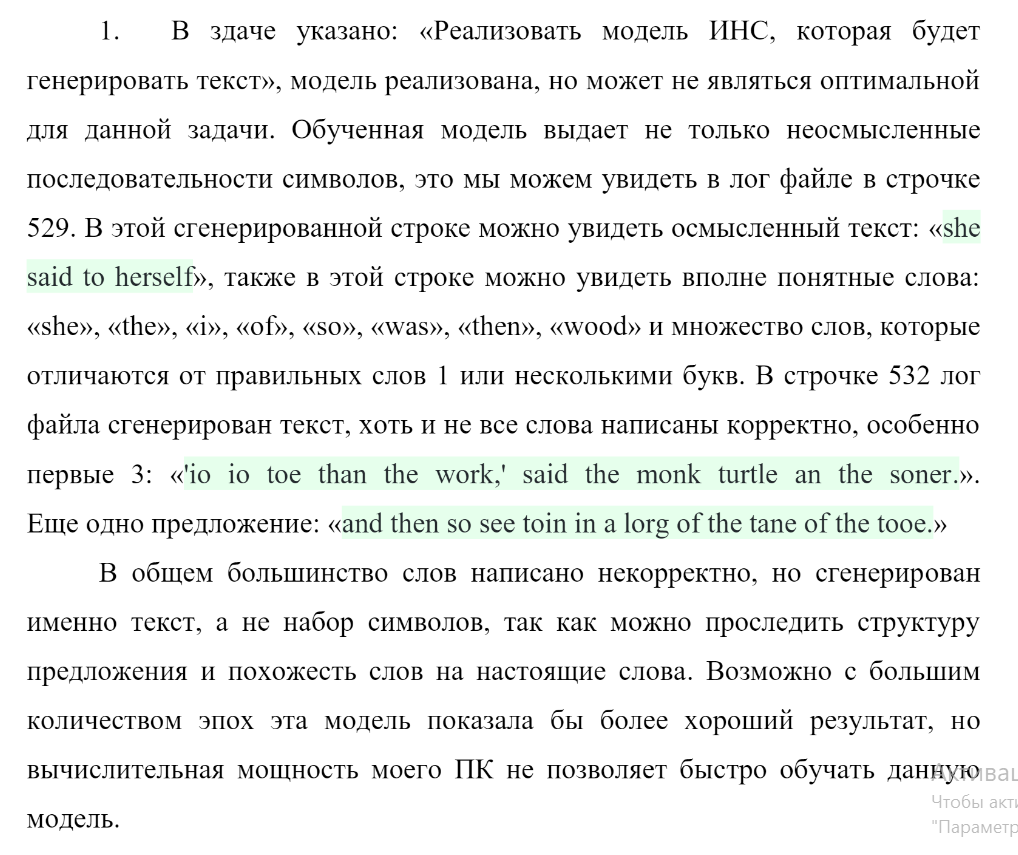 1. В здаче указано: «Реализовать модель ИНС, которая будет
генерировать текст», модель реализована, но может не являться оптимальной
для данной задачи. Обученная модель выдает не только неосмысленные
последовательности символов, это мы можем увидеть в лог файле в строчке
529. В этой сгенерированной строке можно увидеть осмысленный текст: «she
said to herself», также в этой строке можно увидеть вполне понятные слова:
«she», «the», «i», «of», «so», «was», «then», «wood» и множество слов, которые
отличаются от правильных слов 1 или несколькими букв. В строчке 532 лог
файла сгенерирован текст, хоть и не все слова написаны корректно, особенно
первые 3: «'io io toe than the work,' said the monk turtle an the soner.».
Еще одно предложение: «and then so see toin in a lorg of the tane of the tooe.»
В общем большинство слов написано некорректно, но сгенерирован
именно текст, а не набор символов, так как можно проследить структуру
предложения и похожесть слов на настоящие слова. Возможно с большим
количеством эпох эта модель показала бы более хороший результат, но
вычислительная мощность моего ПК не позволяет быстро обучать данную
модель.
Чтобы